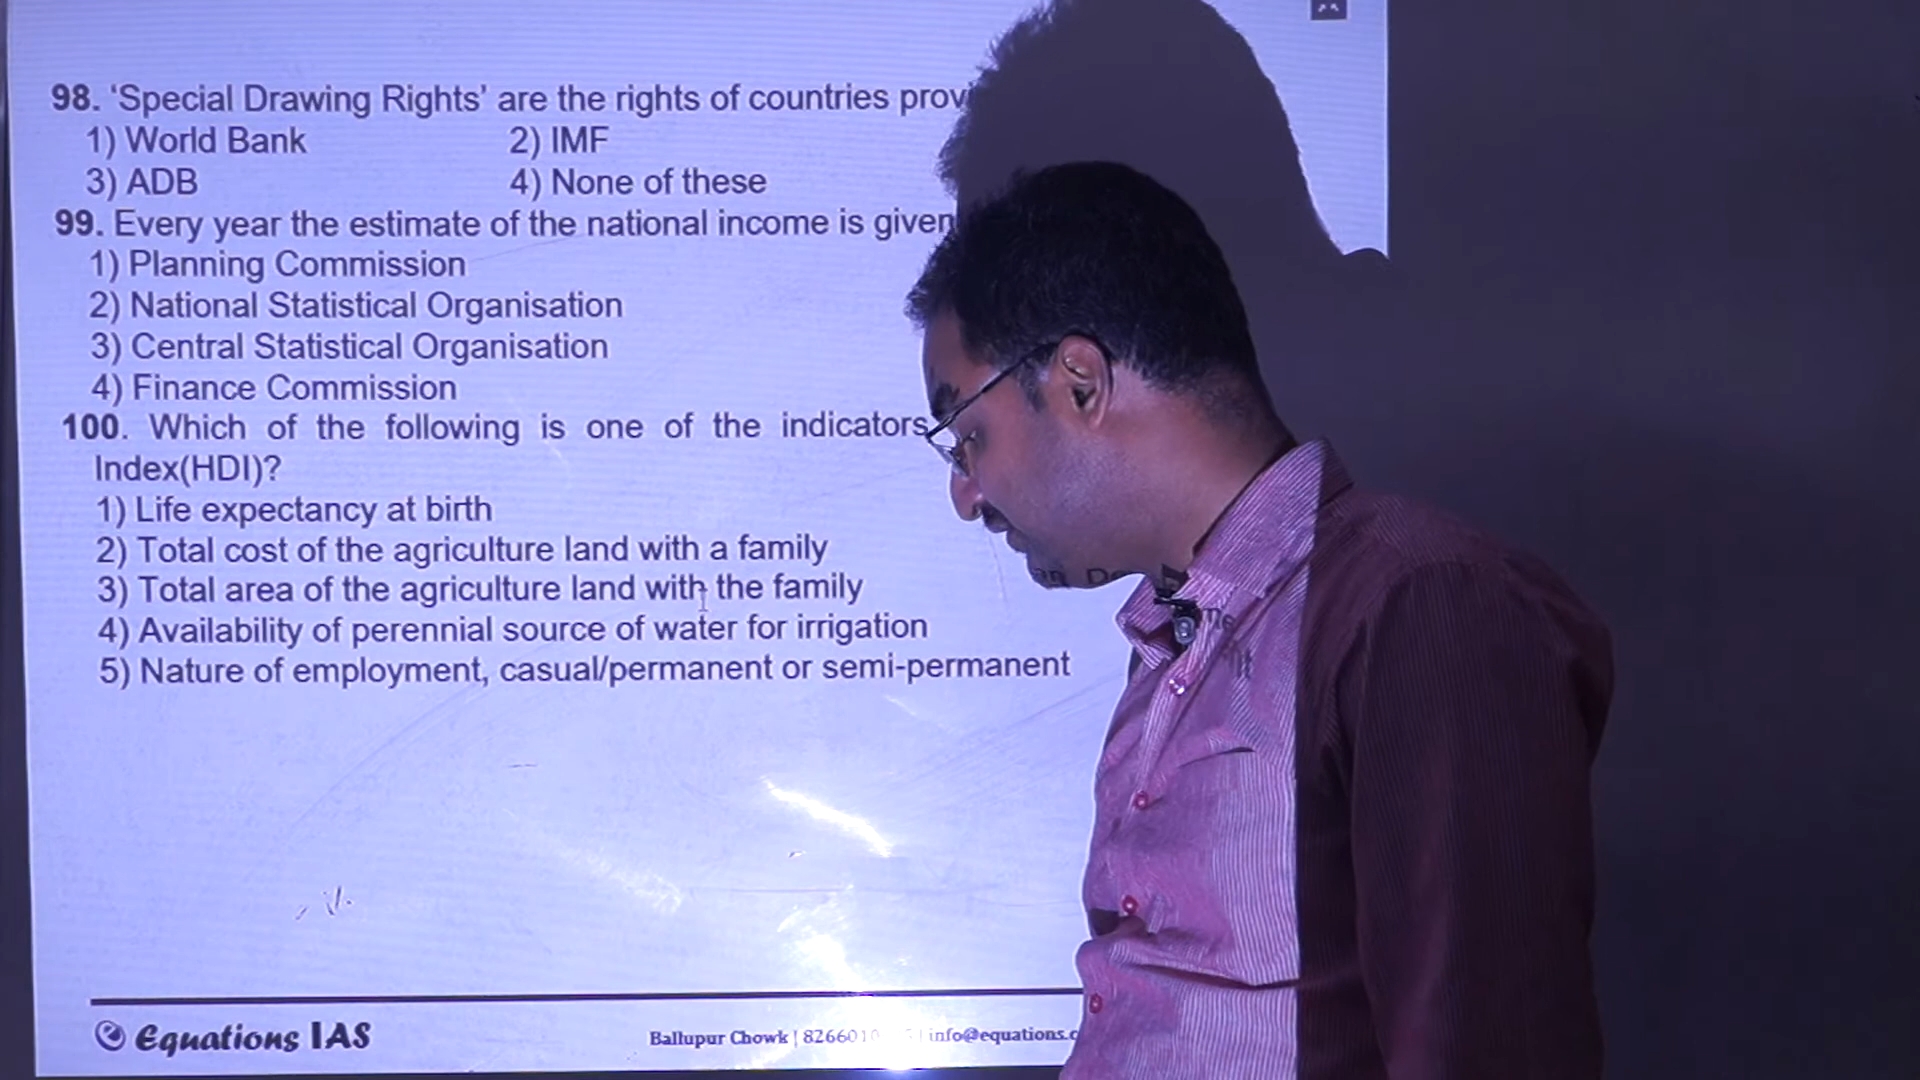 98. ‘Special Drawing Rights’ are the rights of countries
1) World Bank 2) IMF
3) ADB 4) None of these
99. Every year the estimate of the national income is given
1) Planning Commission
2) National Statistical Organisation
3) Central Statistical Organisation
4) Finance Commission
100. Which of the following is one of the indicators
Index(HDI)?
1) Life expectancy at birth
2) Total cost of the agriculture land with a family
3) Total area of the agriculture land with the family
4) Availability of perennial source of water for irrigation
5) Nature of employment, casual/permanent or semi-permanent
Equations IAS
Ballupur Chowk |